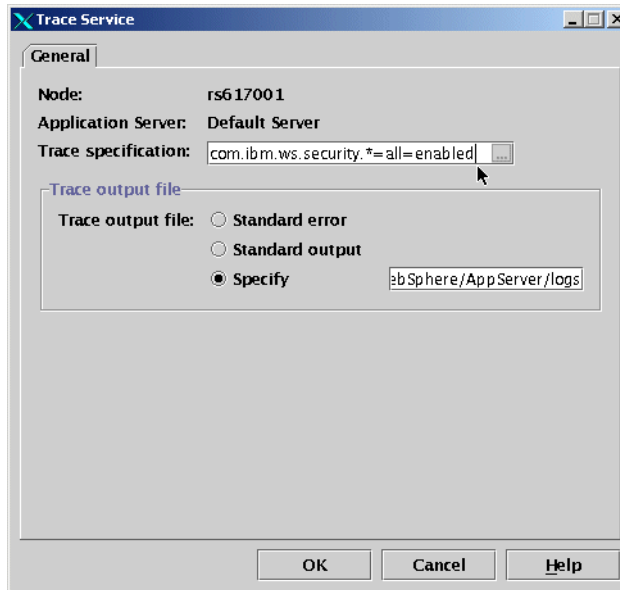 Trace Service
General
Node: rs617001
Application Server: Default Server
Trace specification: com.ibm.ws.security.*=all=enabled ...
Trace output file
Trace output file: Standard error
Standard output
Specify ebSphere/AppServer/logs
OK Cancel Help